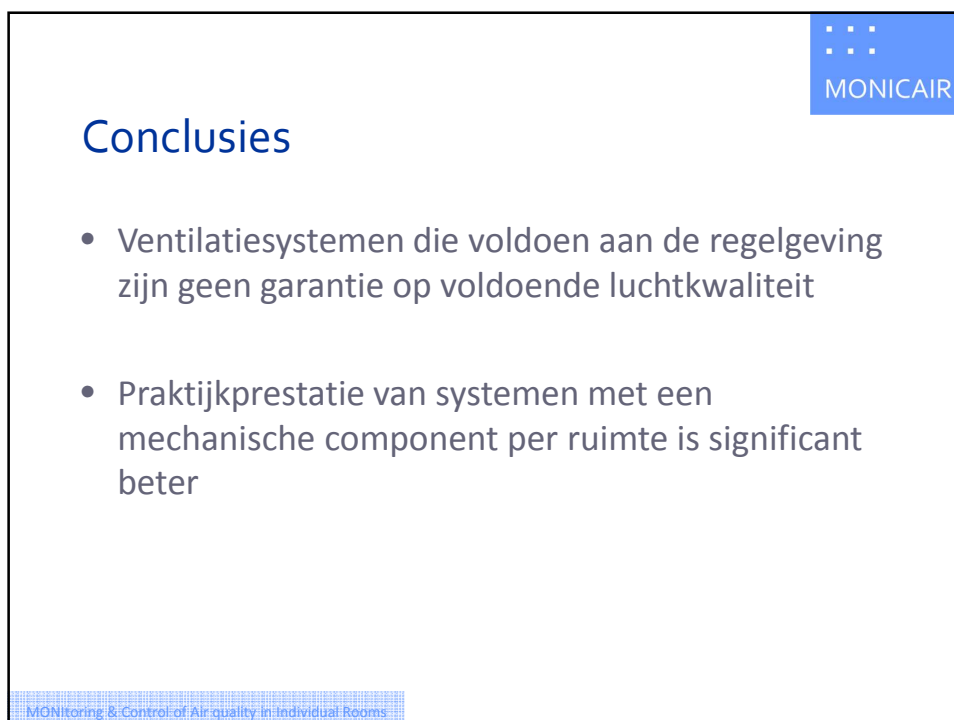 MONICAIR
Conclusies
• Ventilatiesystemen die voldoen aan de regelgeving
zijn geen garantie op voldoende luchtkwaliteit
• Praktijkprestatie van systemen met een
mechanische component per ruimte is significant
beter
MONItoring & Control of Air quality in Individual Rooms